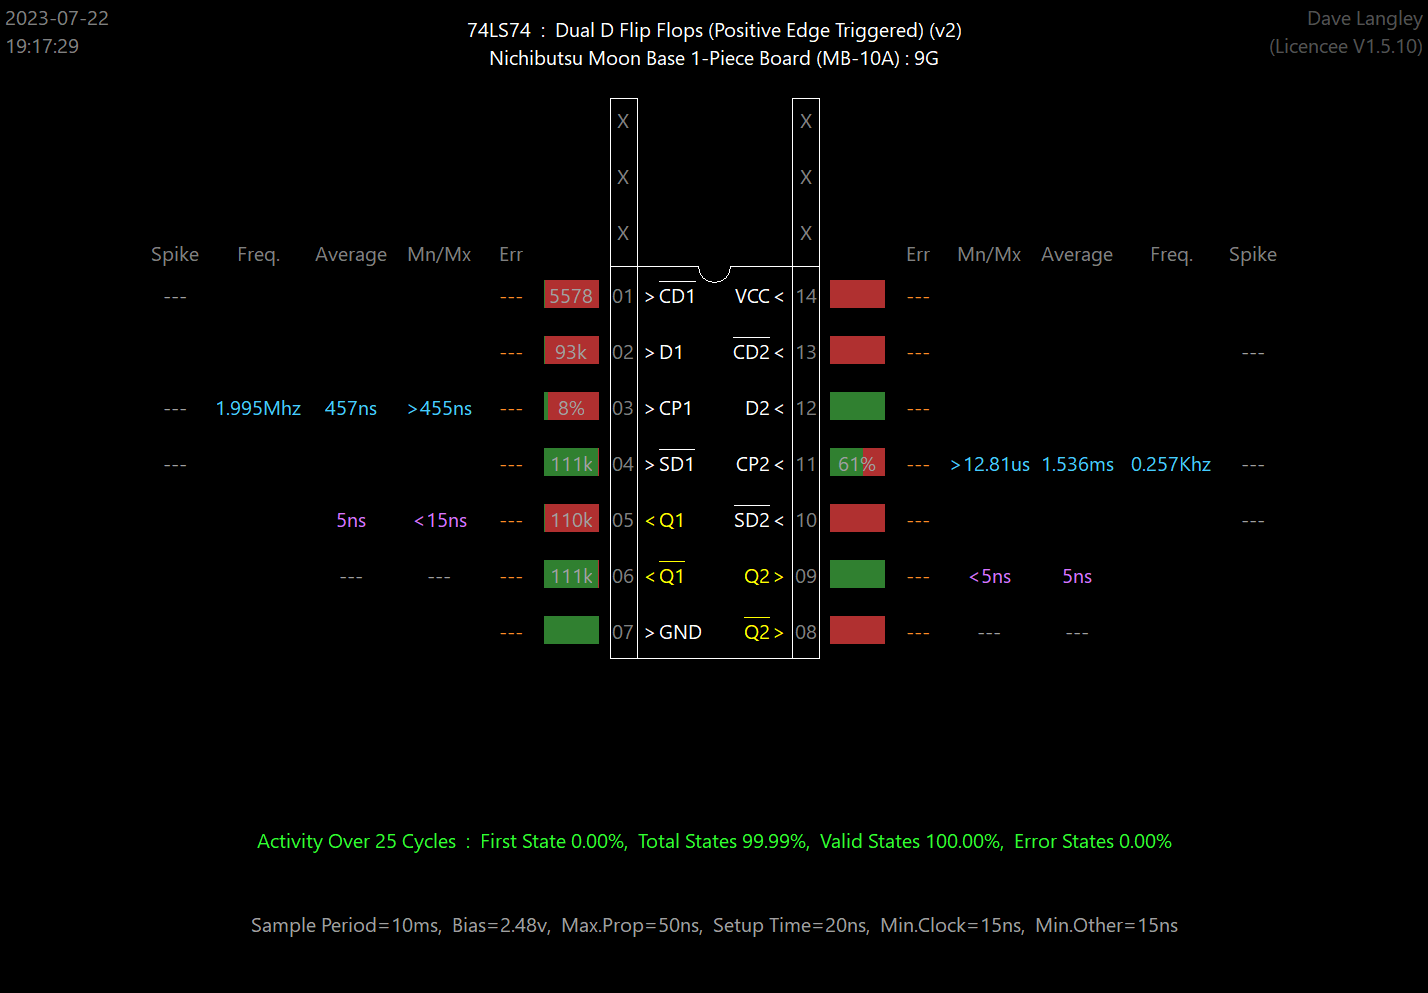 2023-07-22
19:17:29
74LS74 : Dual D Flip Flops (Positive Edge Triggered) (v2)
Nichibutsu Moon Base 1-Piece Board (MB-10A) : 9G
Dave Langley
(Licencee V1.5.10)
X X
X X
X X
Spike Freq. Average Mn/Mx Err Err Mn/Mx Average Freq. Spike
--- --- 5578 01 >CD1 VCC< 14 ---
--- 93k 02 >D1 CD2< 13 --- ---
--- 1.995Mhz 457ns >455ns --- 8% 03 >CP1 D2< 12 ---
--- --- 111k 04 >SD1 CP2< 11 61% --- >12.81us 1.536ms 0.257Khz ---
5ns <15ns --- 110k 05 <Q1 SD2< 10 --- ---
--- --- --- 111k 06 <Q1 Q2> 09 --- <5ns 5ns
--- 07 >GND Q2> 08 --- --- ---
Activity Over 25 Cycles : First State 0.00%, Total States 99.99%, Valid States 100.00%, Error States 0.00%
Sample Period=10ms, Bias=2.48v, Max.Prop=50ns, Setup Time=20ns, Min.Clock=15ns, Min.Other=15ns